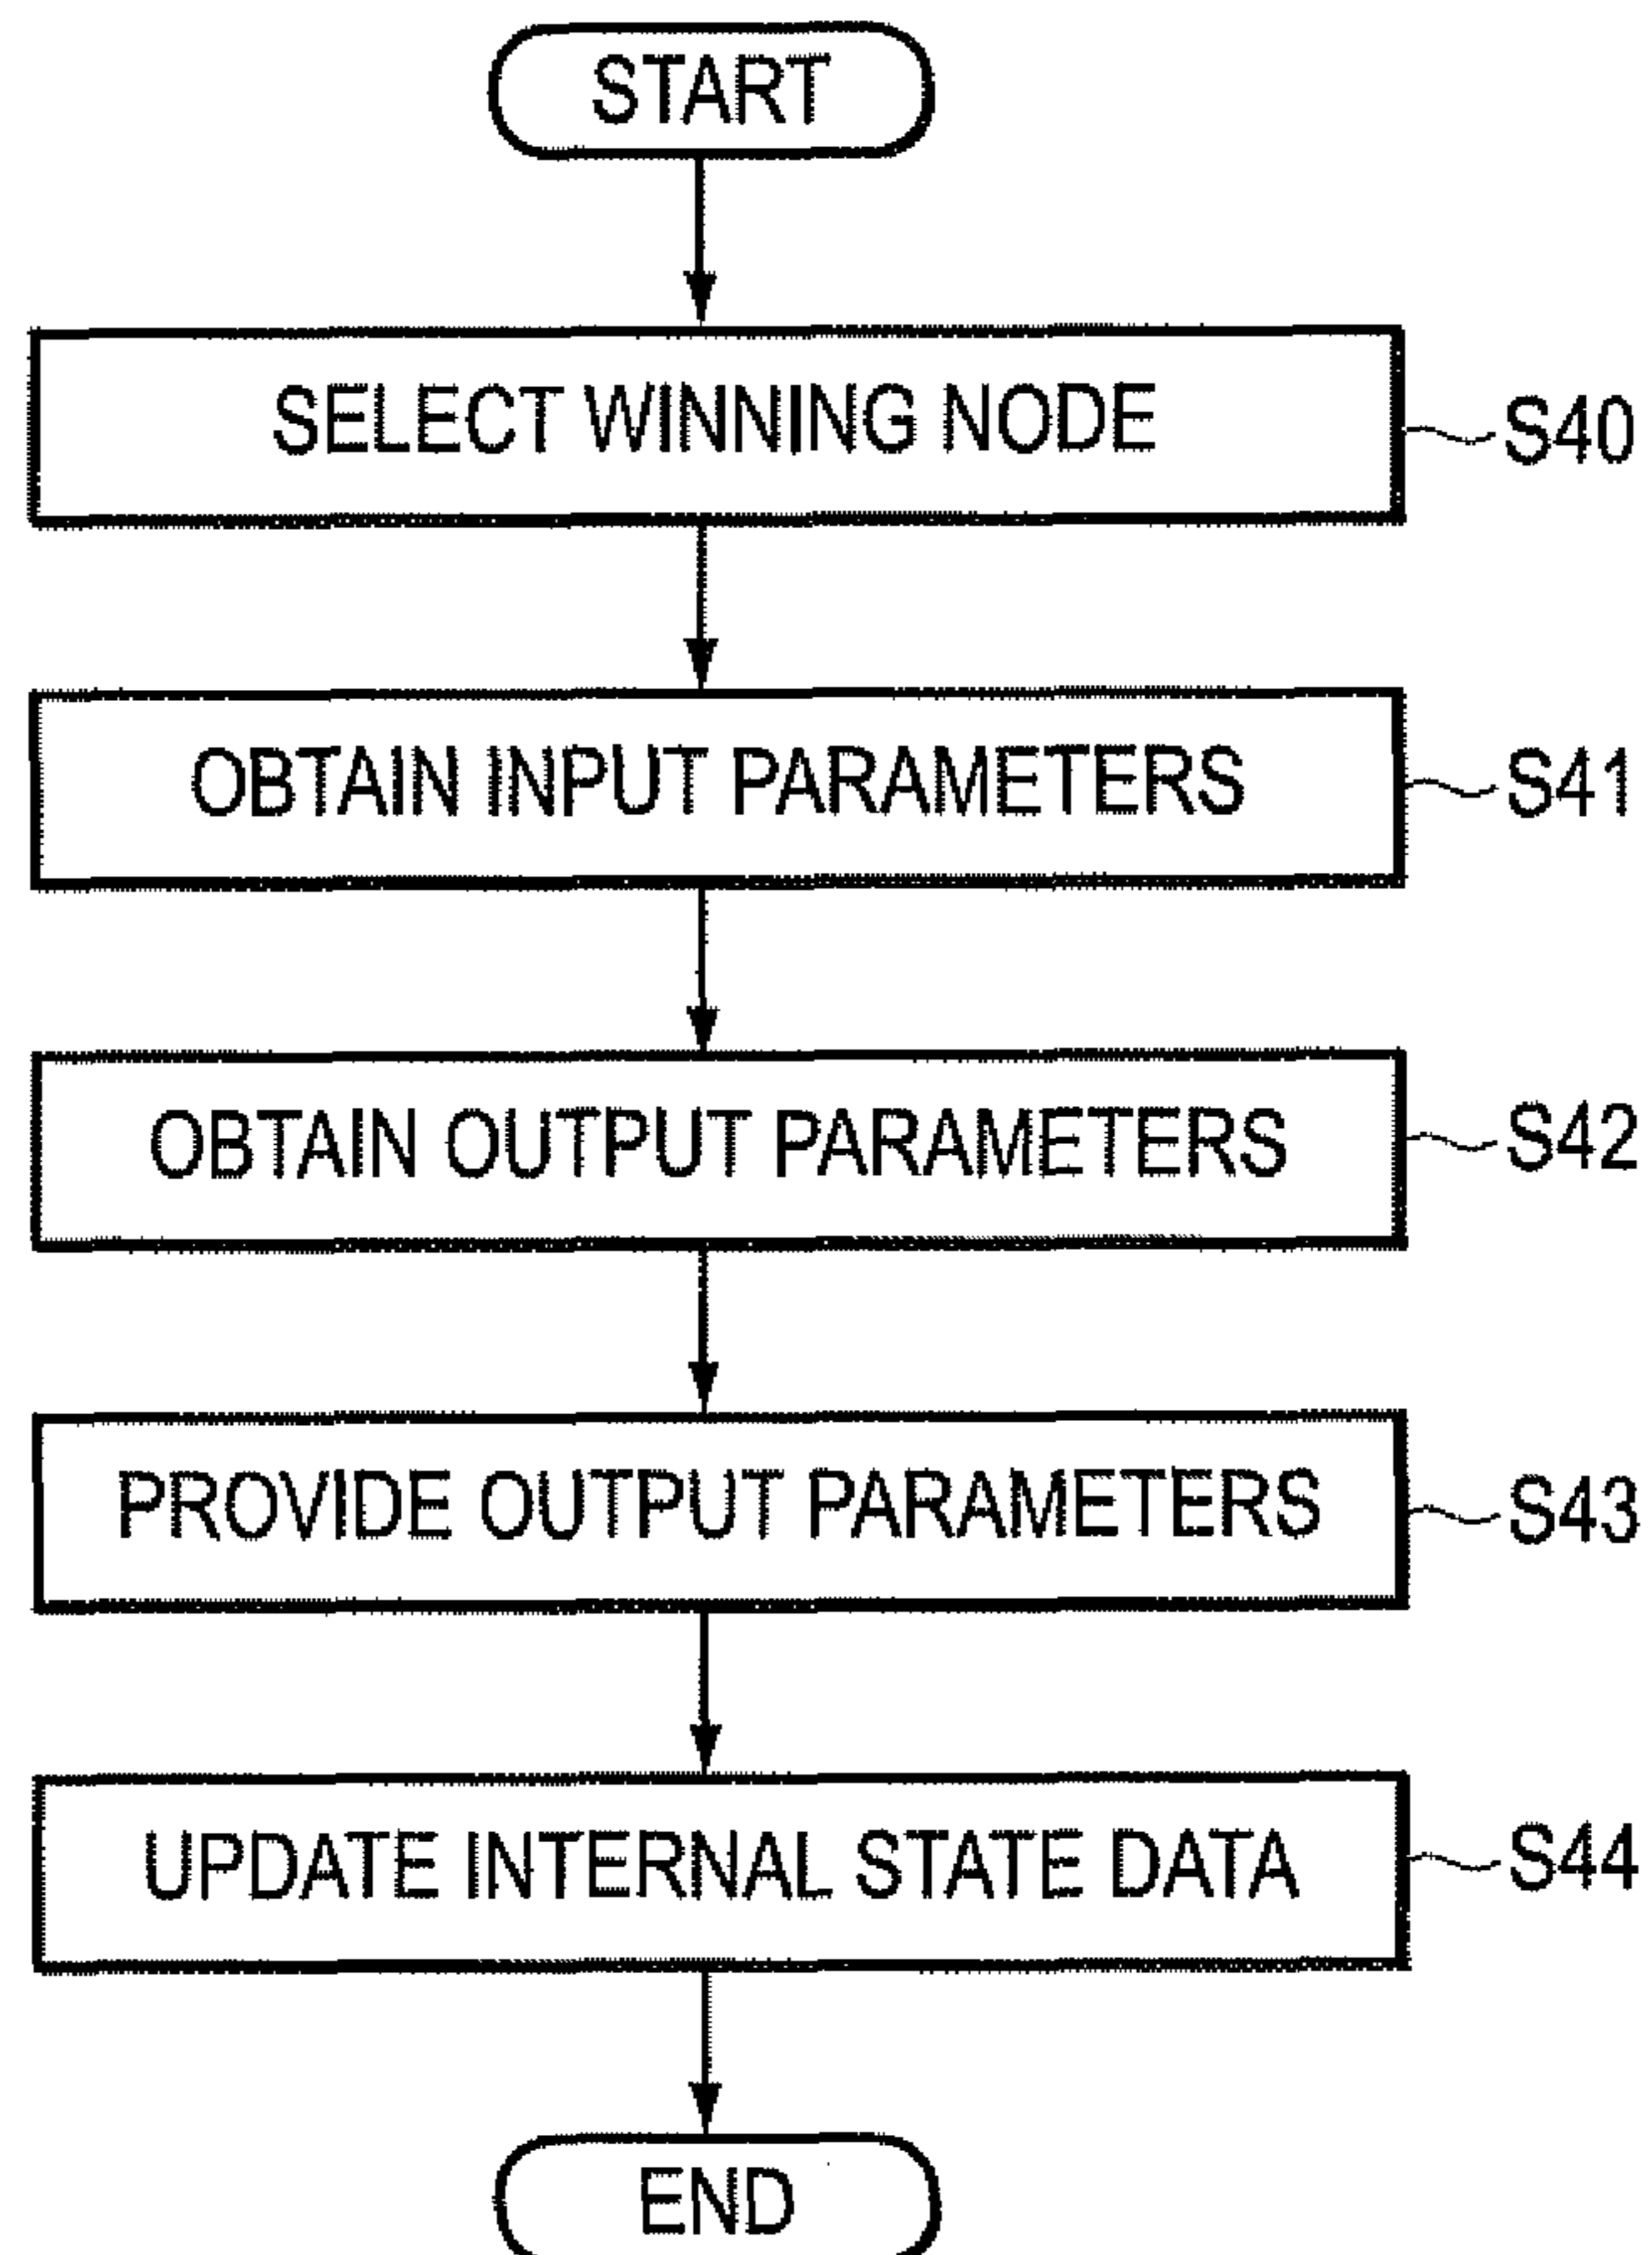 START
SELECT WINNING NODE
S40
OBTAIN INPUT PARAMETERS
S41
OBTAIN OUTPUT PARAMETERS
S42
PROVIDE OUTPUT PARAMETERS
S43
UPDATE INTERNAL STATE DATA
S44
END